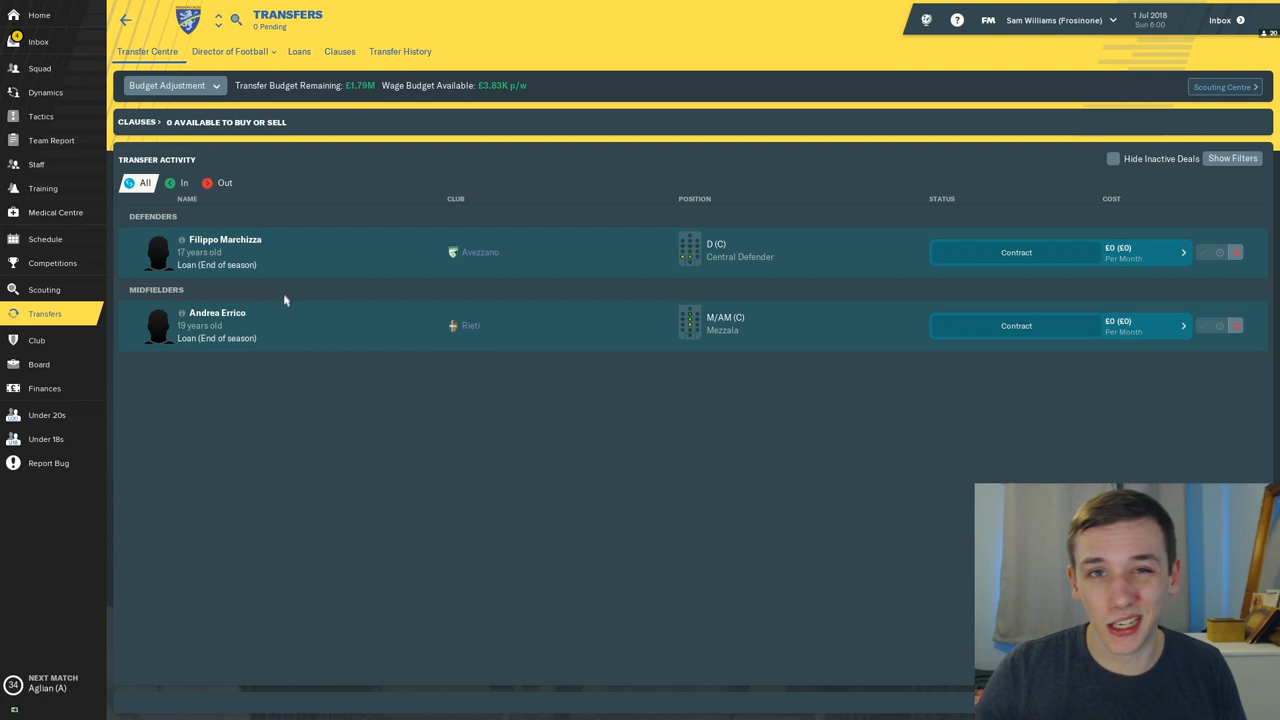 Home
4
Inbox
Squad
Dynamics
Tactics
Team Report
Staff
Training
Medical Centre
Schedule
Competitions
Scouting
Transfers
Club
Board
Finances
Under 20s
Under 18s
Report Bug
34
NEXT MATCH
Aglian (A)
TRANSFERS
0 Pending
?
FM
Sam Williams (Frosinone)
1 Jul 2018
Sun 6:00
Inbox
20
Transfer Centre
Director of Football
Loans
Clauses
Transfer History
Budget Adjustment
Transfer Budget Remaining: £1.79M
Wage Budget Available: £3.83K p/w
Scouting Centre >
CLAUSES > 0 AVAILABLE TO BUY OR SELL
TRANSFER ACTIVITY
Hide Inactive Deals
Show Filters
All
In
Out
NAME
CLUB
POSITION
STATUS
COST
DEFENDERS
Filippo Marchizza
17 years old
Loan (End of season)
Avezzano
D (C)
Central Defender
Contract
£0 (£0)
Per Month
MIDFIELDERS
Andrea Errico
19 years old
Loan (End of season)
Rieti
M/AM (C)
Mezzala
Contract
£0 (£0)
Per Month